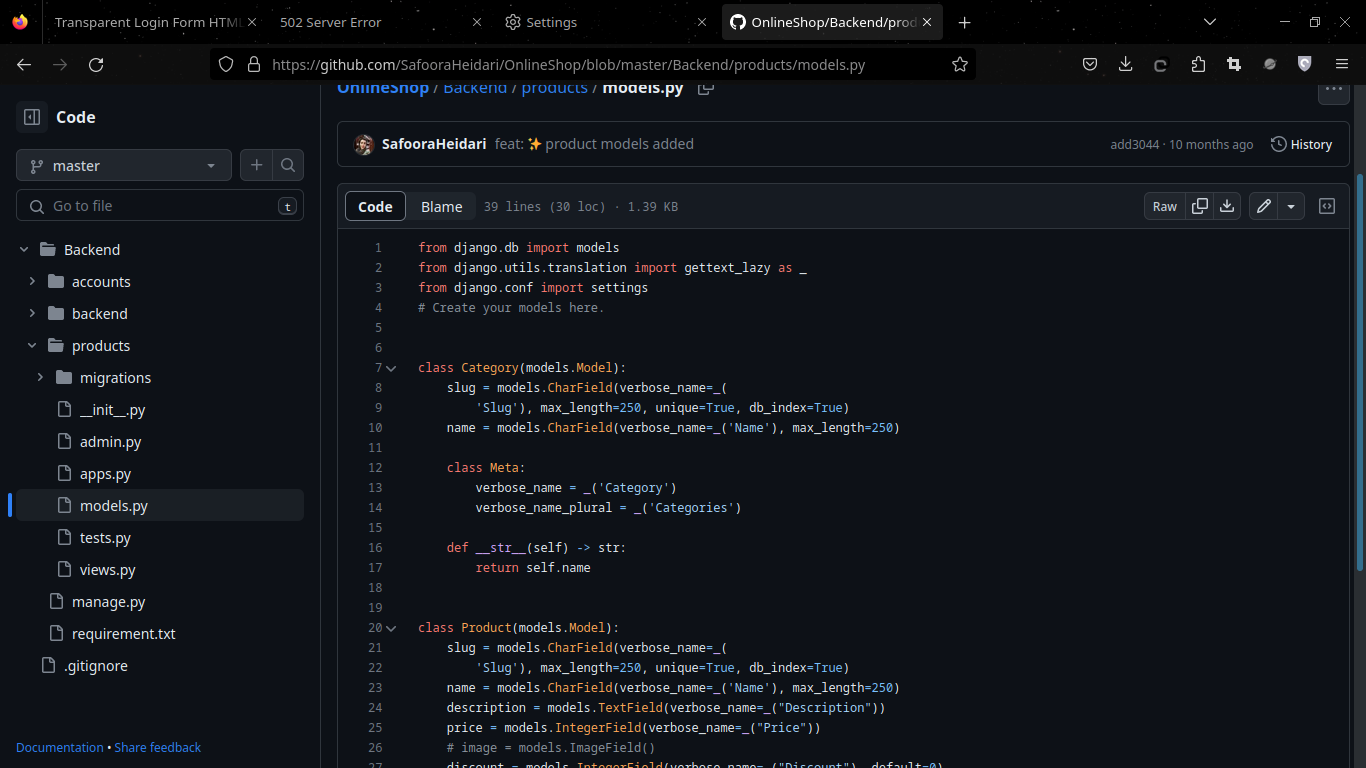 Transparent Login Form HTML
502 Server Error
Settings
OnlineShop/Backend/prod
https://github.com/SafooraHeidari/OnlineShop/blob/master/Backend/products/models.py
OnlineShop / Backend / products / models.py
Code
master
Go to file
t
Backend
accounts
backend
products
migrations
__init__.py
admin.py
apps.py
models.py
tests.py
views.py
manage.py
requirement.txt
.gitignore
Documentation • Share feedback
SafooraHeidari feat: ✨ product models added
add3044 · 10 months ago
History
Code
Blame
39 lines (30 loc) · 1.39 KB
Raw
1 from django.db import models
2 from django.utils.translation import gettext_lazy as _
3 from django.conf import settings
4 # Create your models here.
5
6
7 class Category(models.Model):
8 slug = models.CharField(verbose_name=_(
9 'Slug'), max_length=250, unique=True, db_index=True)
10 name = models.CharField(verbose_name=_('Name'), max_length=250)
11
12 class Meta:
13 verbose_name = _('Category')
14 verbose_name_plural = _('Categories')
15
16 def __str__(self) -> str:
17 return self.name
18
19
20 class Product(models.Model):
21 slug = models.CharField(verbose_name=_(
22 'Slug'), max_length=250, unique=True, db_index=True)
23 name = models.CharField(verbose_name=_('Name'), max_length=250)
24 description = models.TextField(verbose_name=_("Description"))
25 price = models.IntegerField(verbose_name=_("Price"))
26 # image = models.ImageField()
27 discount = models.IntegerField(verbose_name=_("Discount"), default=0)